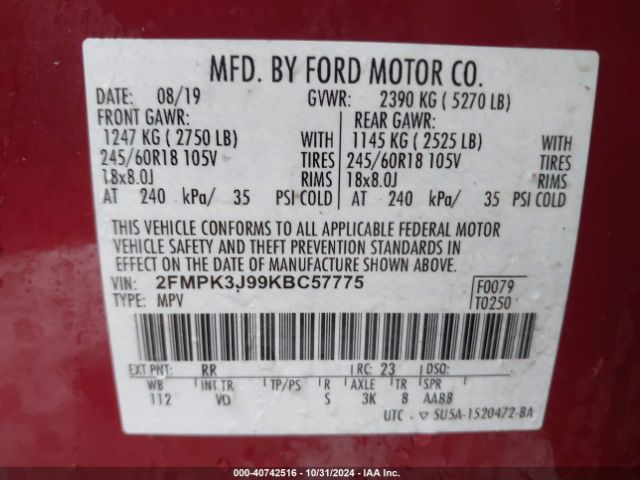 MFD. BY FORD MOTOR CO.
DATE: 08/19 GVWR: 2390 KG ( 5270 LB)
FRONT GAWR: REAR GAWR:
1247 KG ( 2750 LB) WITH 1145 KG ( 2525 LB) WITH
245/60R18 105V TIRES 245/60R18 105V TIRES
18x8.0J RIMS 18x8.0J RIMS
AT 240 kPa/ 35 PSI COLD AT 240 kPa/ 35 PSI COLD
THIS VEHICLE CONFORMS TO ALL APPLICABLE FEDERAL MOTOR
VEHICLE SAFETY AND THEFT PREVENTION STANDARDS IN
EFFECT ON THE DATE OF MANUFACTURE SHOWN ABOVE.
VIN: 2FMPK3J99KBC57775 F0079
TYPE: MPV T0250
EXT PNT: RR RC: 23 DSO:
WB INT TR TP/PS R AXLE TR SPR
112 VD S 3K 8 AABB
UTC ▽ 5U5A-1520472-BA
000-40742516 - 10/31/2024 - IAA Inc.